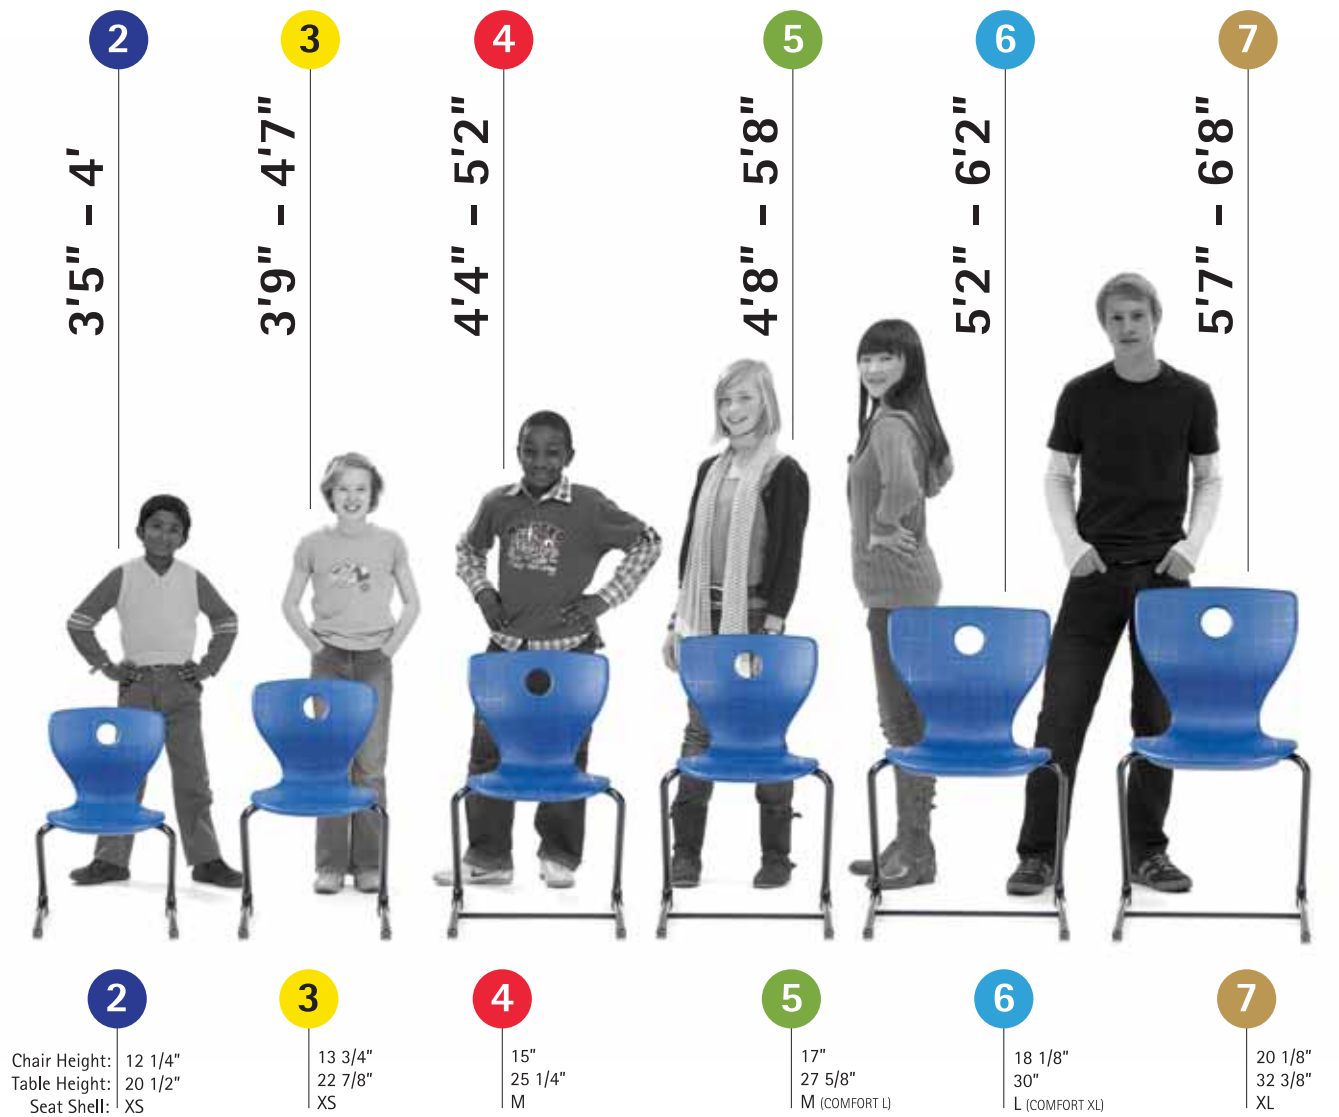 2 3 4 5 6 7
3'5" – 4'
3'9" – 4'7"
4'4" – 5'2"
4'8" – 5'8"
5'2" – 6'2"
5'7" – 6'8"
2 3 4 5 6 7
Chair Height: 12 1/4" 13 3/4" 15" 17" 18 1/8" 20 1/8"
Table Height: 20 1/2" 22 7/8" 25 1/4" 27 5/8" 30" 32 3/8"
Seat Shell: XS XS M M (COMFORT L) L (COMFORT XL) XL